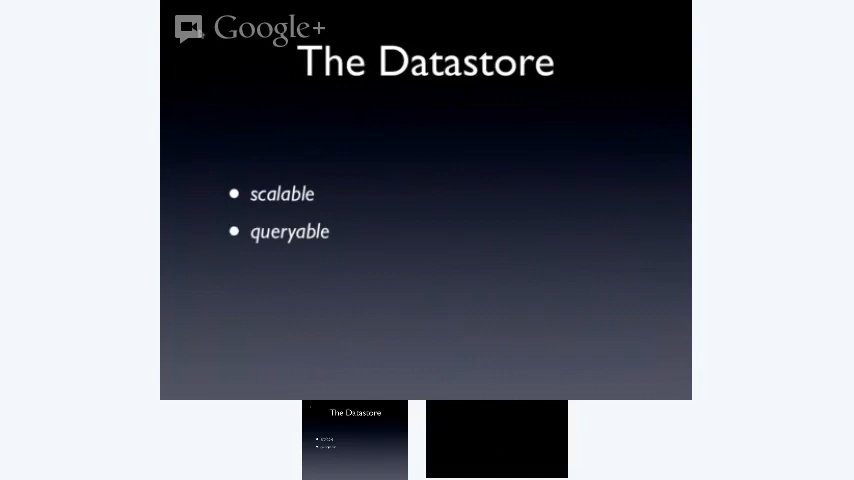 Google+
The Datastore
scalable
queryable
The Datastore